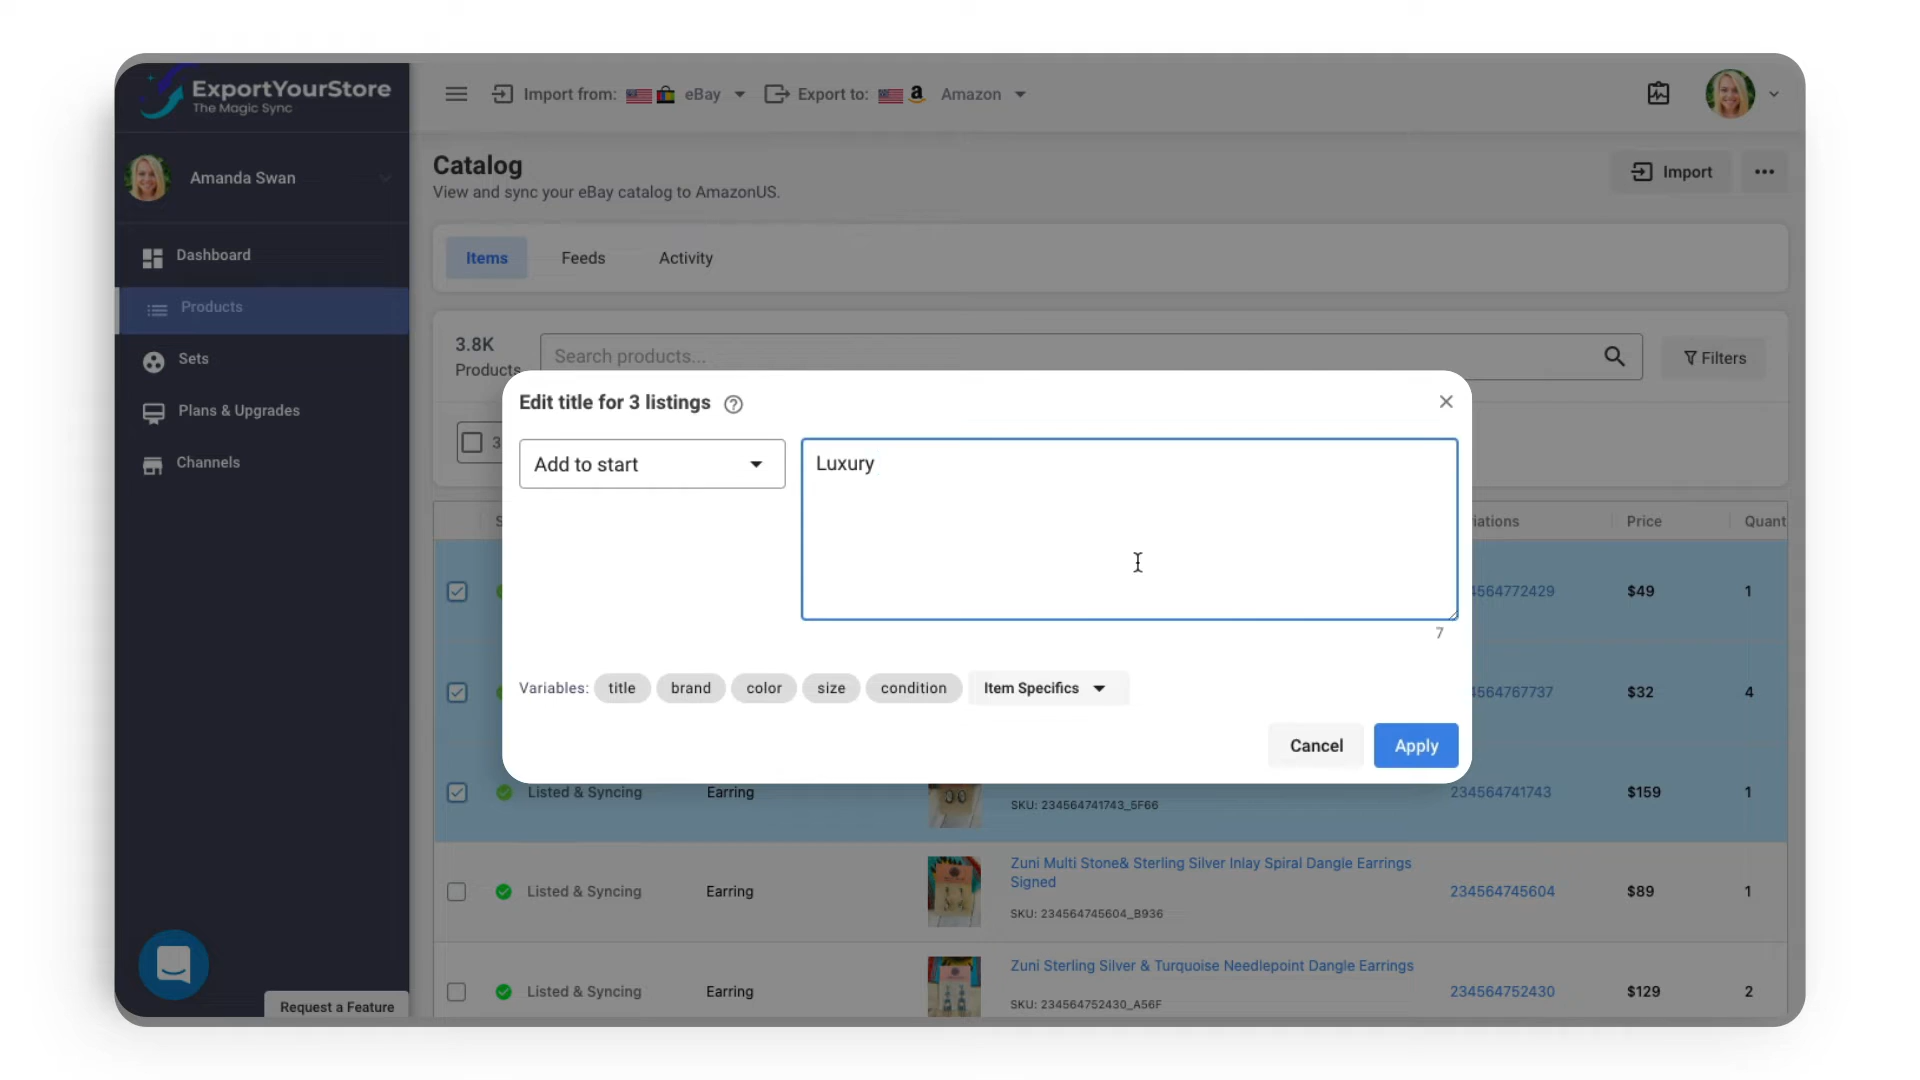 ExportYourStore
The Magic Sync
Import from: eBay Export to: Amazon
Amanda Swan
Dashboard
Products
Sets
Plans & Upgrades
Channels
Request a Feature
Catalog
View and sync your eBay catalog to AmazonUS.
Import
Items Feeds Activity
3.8K
Products
Search products...
Filters
Edit title for 3 listings
Add to start
Luxury
7
Variables: title brand color size condition Item Specifics
Cancel Apply
Price
$49 1
$32 4
Listed & Syncing Earring 234564741743 $159 1
SKU: 234564741743_5F66
Zuni Multi Stone& Sterling Silver Inlay Spiral Dangle Earrings
Signed
Listed & Syncing Earring 234564745604 $89 1
SKU: 234564745604_B936
Zuni Sterling Silver & Turquoise Needlepoint Dangle Earrings
Listed & Syncing Earring 234564752430 $129 2
SKU: 234564752430_A56F